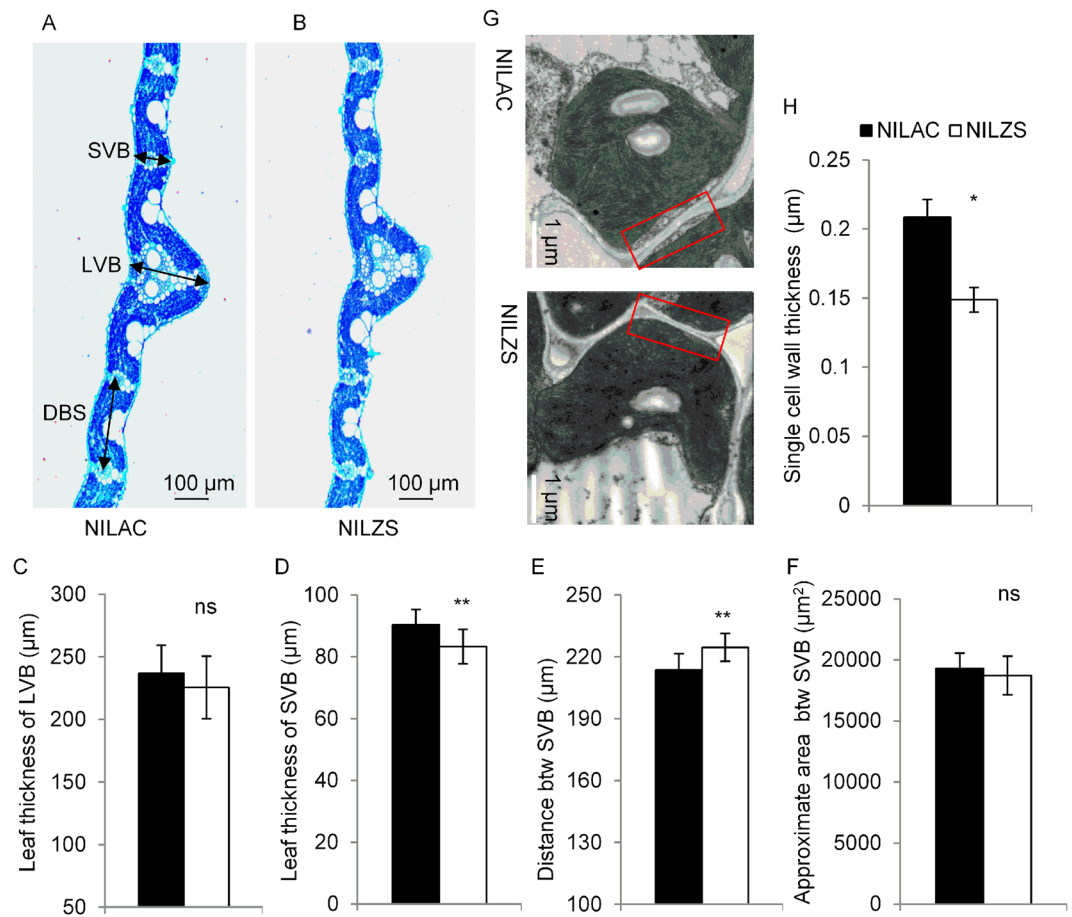 A
B
SVB
LVB
DBS
100 µm
100 µm
NILAC
NILZS
G
NILAC
1 µm
NILZS
1 µm
H
NILAC NILZS
Single cell wall thickness (µm)
0.25
0.2
0.15
0.1
0.05
0
*
C
Leaf thickness of LVB (µm)
300
250
200
150
100
50
ns
D
Leaf thickness of SVB (µm)
100
80
60
40
20
0
**
E
Distance btw SVB (µm)
250
220
190
160
130
100
**
F
Approximate area btw SVB (µm²)
25000
20000
15000
10000
5000
0
ns